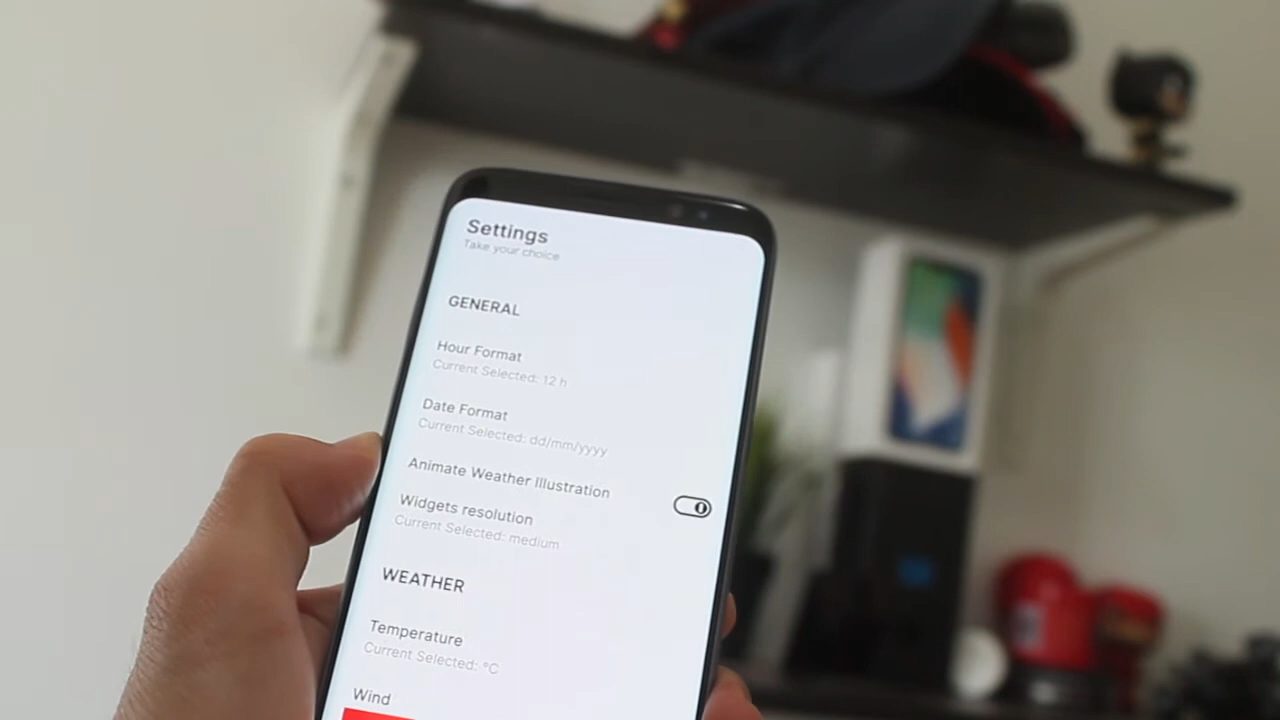 Settings
Take your choice
GENERAL
Hour Format
Current Selected: 12 h
Date Format
Current Selected: dd/mm/yyyy
Animate Weather Illustration
Widgets resolution
Current Selected: medium
WEATHER
Temperature
Current Selected: °C
Wind